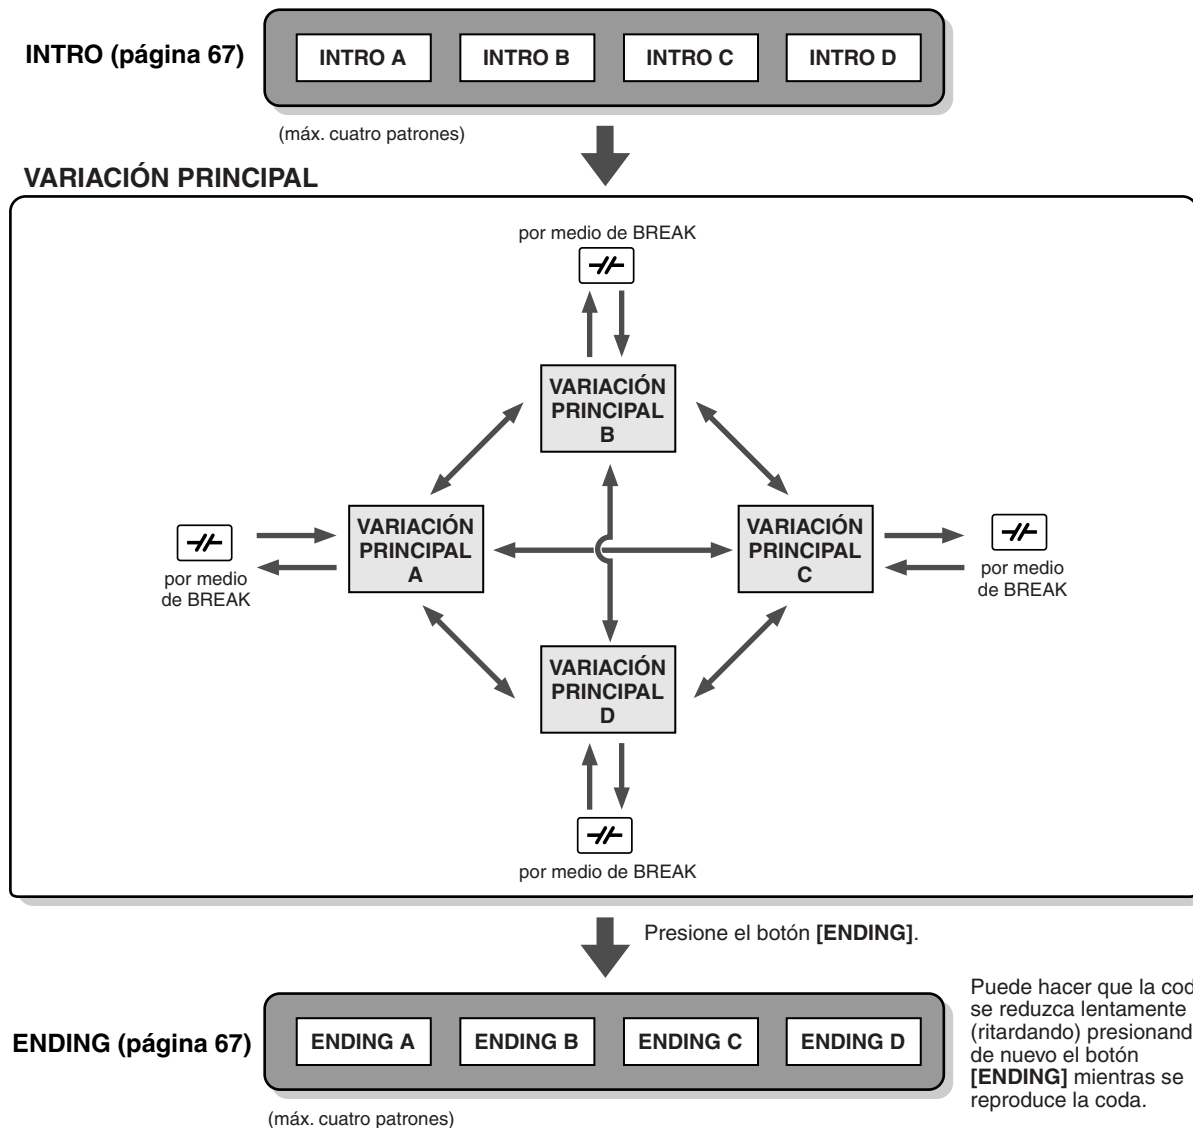 INTRO (página 67)
INTRO A
INTRO B
INTRO C
INTRO D
(máx. cuatro patrones)
VARIACIÓN PRINCIPAL
por medio de BREAK
VARIACIÓN
PRINCIPAL
B
por medio
de BREAK
VARIACIÓN
PRINCIPAL
A
VARIACIÓN
PRINCIPAL
C
por medio
de BREAK
VARIACIÓN
PRINCIPAL
D
por medio de BREAK
Presione el botón [ENDING].
ENDING (página 67)
ENDING A
ENDING B
ENDING C
ENDING D
(máx. cuatro patrones)
Puede hacer que la cod
se reduzca lentamente
(ritardando) presionand
de nuevo el botón
[ENDING] mientras se
reproduce la coda.